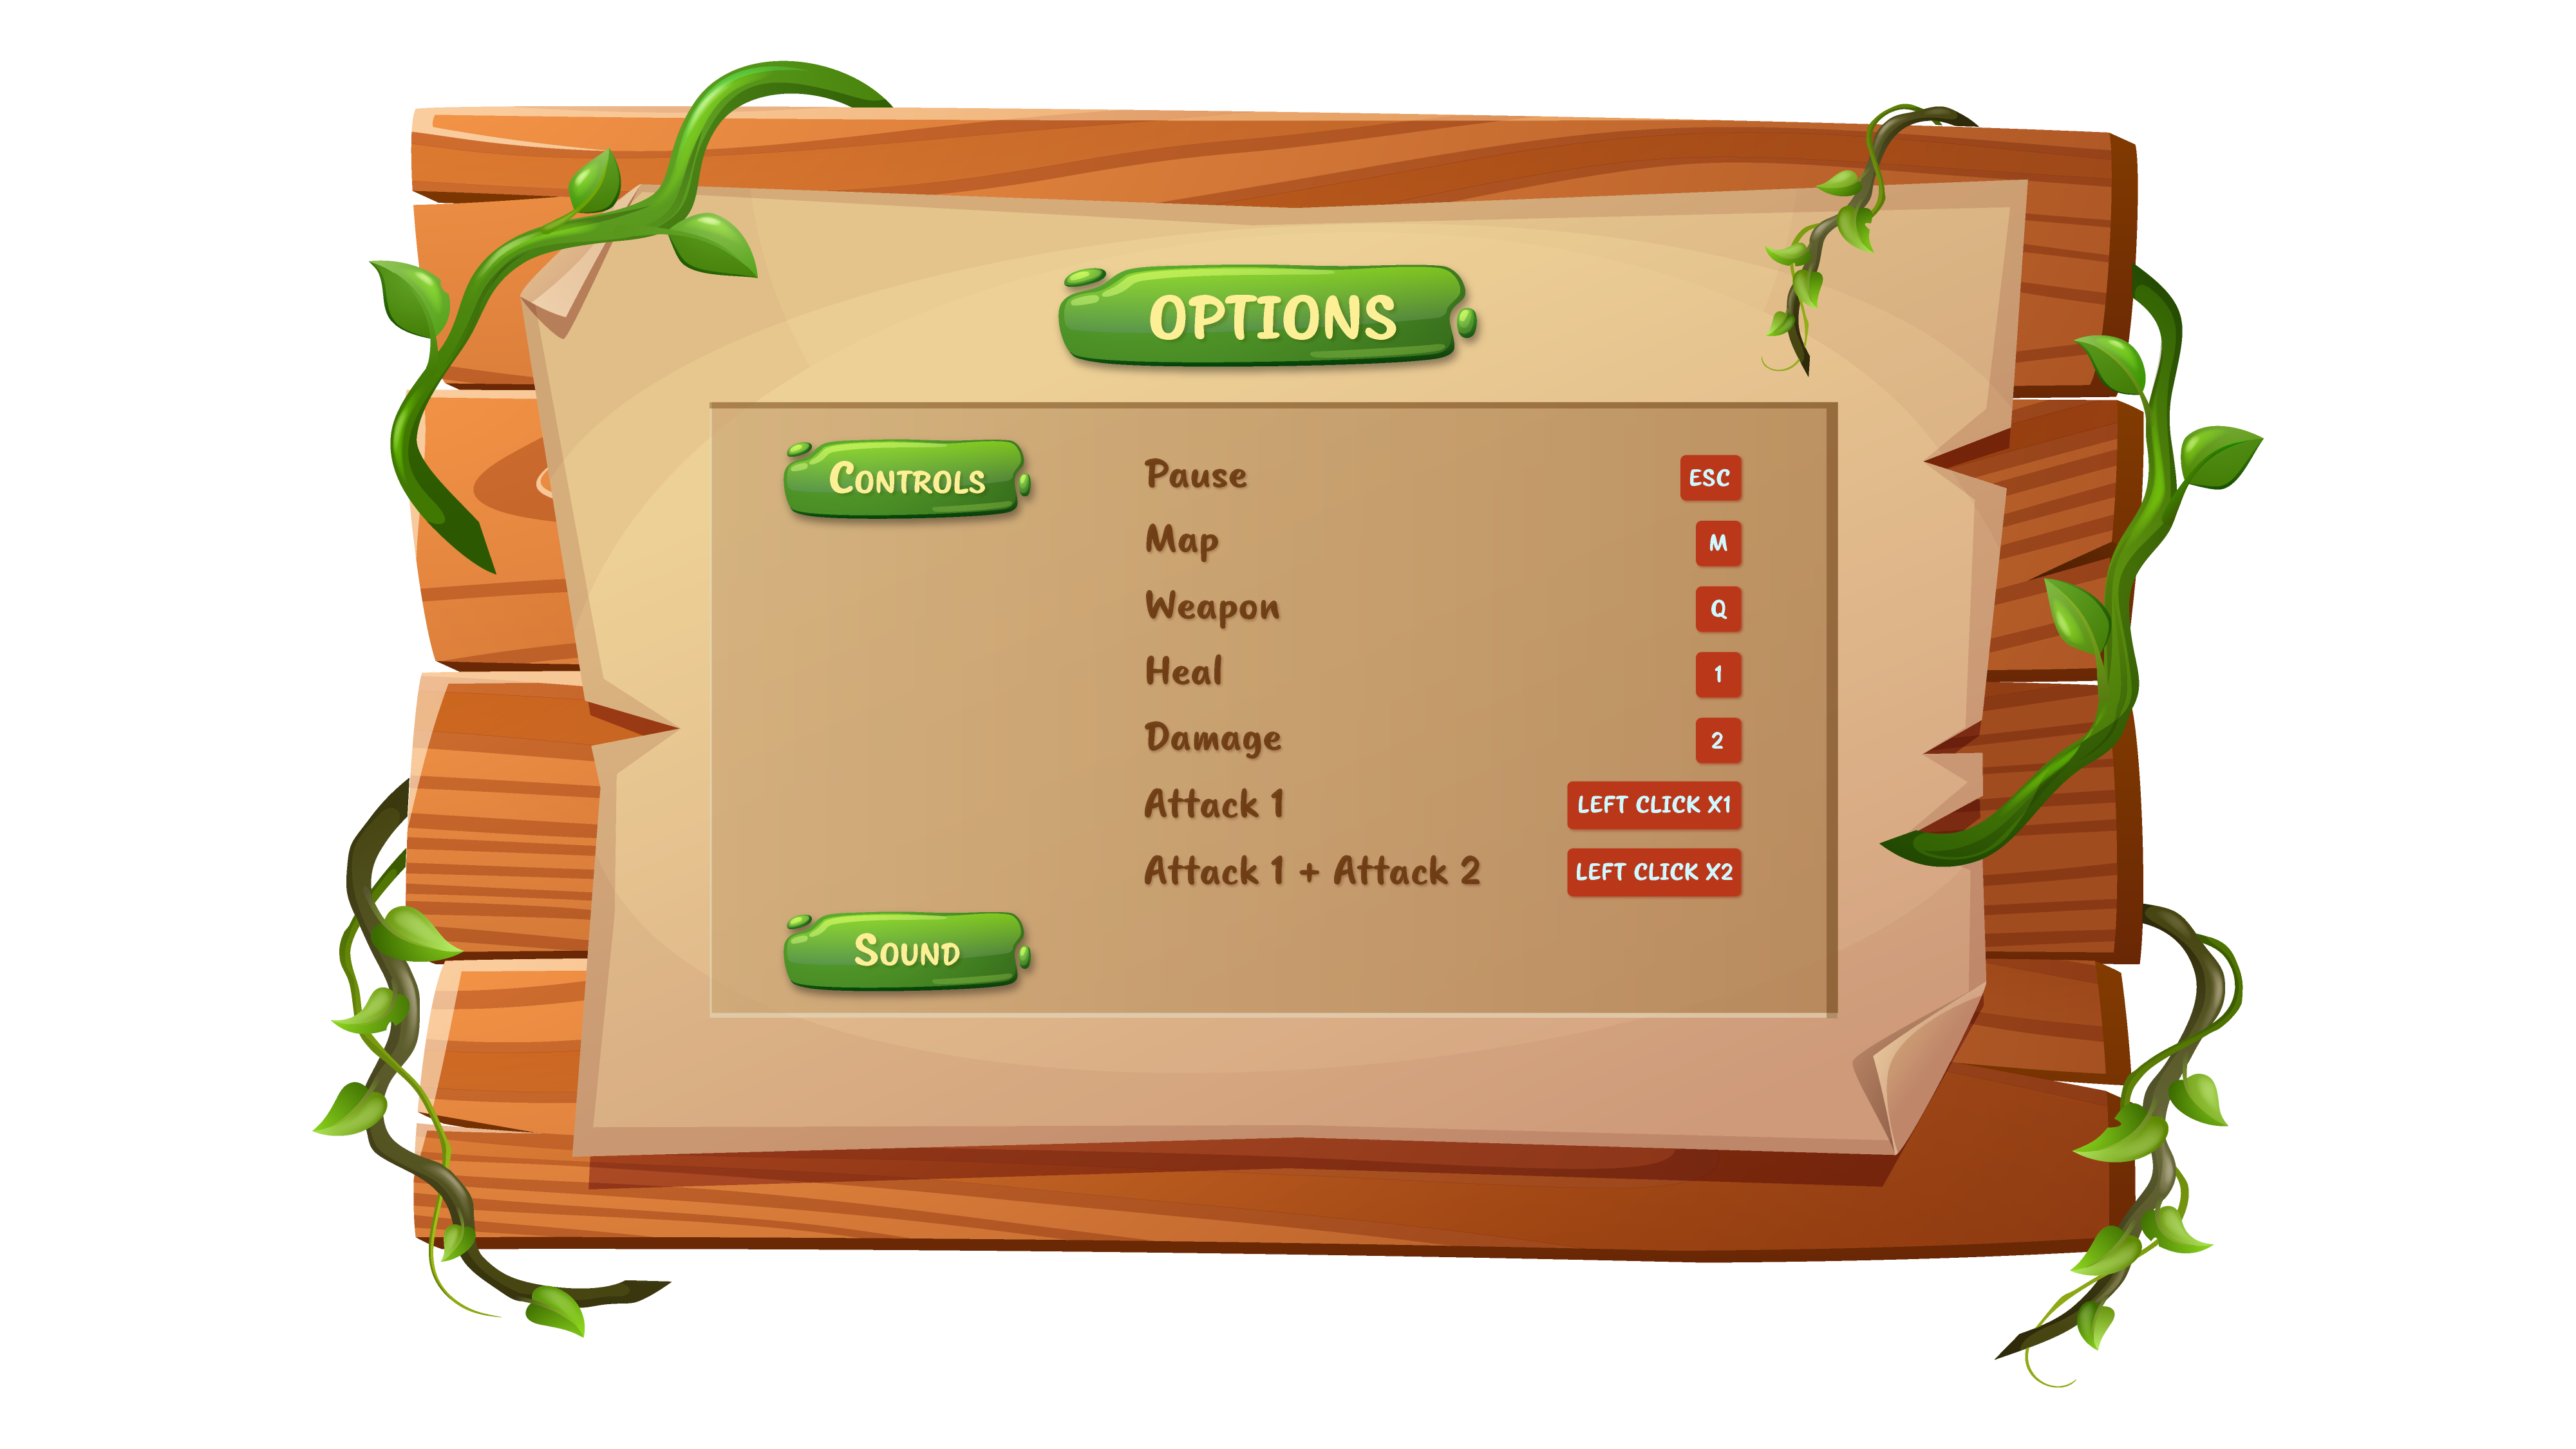 OPTIONS
CONTROLS
Pause ESC
Map M
Weapon Q
Heal 1
Damage 2
Attack 1 LEFT CLICK X1
Attack 1 + Attack 2 LEFT CLICK X2
SOUND